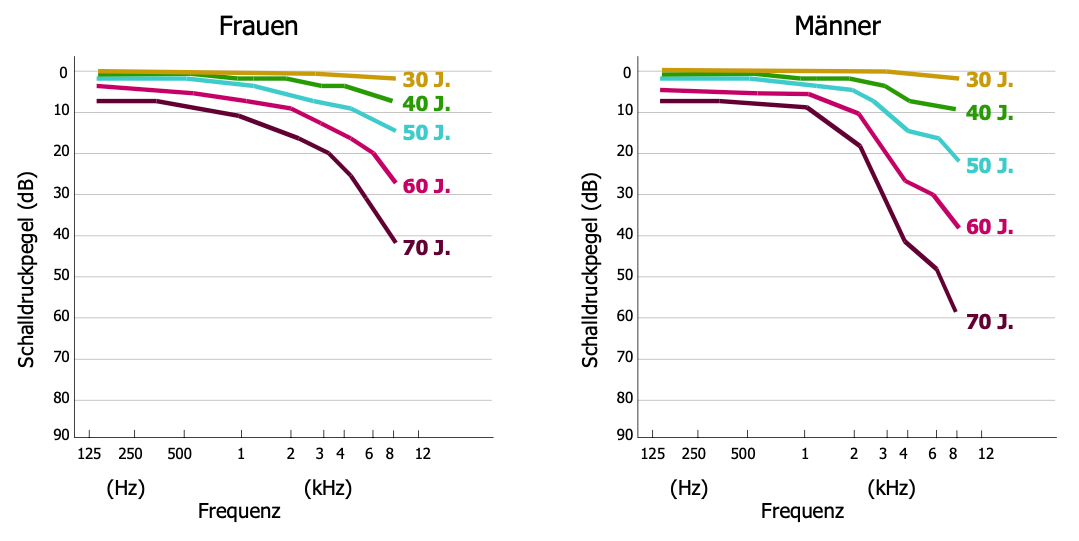 Frauen
0
10
20
30
40
50
60
70
80
90
Schalldruckpegel (dB)
30 J.
40 J.
50 J.
60 J.
70 J.
125 250 500 1 2 3 4 6 8 12
(Hz) (kHz)
Frequenz
Männer
0
10
20
30
40
50
60
70
80
90
Schalldruckpegel (dB)
30 J.
40 J.
50 J.
60 J.
70 J.
125 250 500 1 2 3 4 6 8 12
(Hz) (kHz)
Frequenz